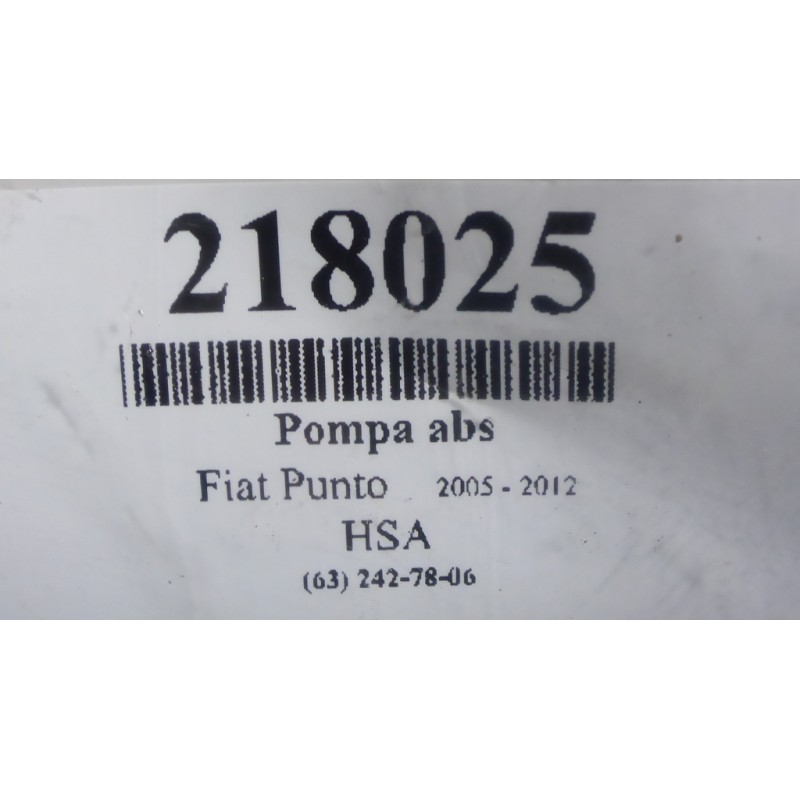 218025
Pompa abs
Fiat Punto 2005 - 2012
HSA
(63) 242-78-06